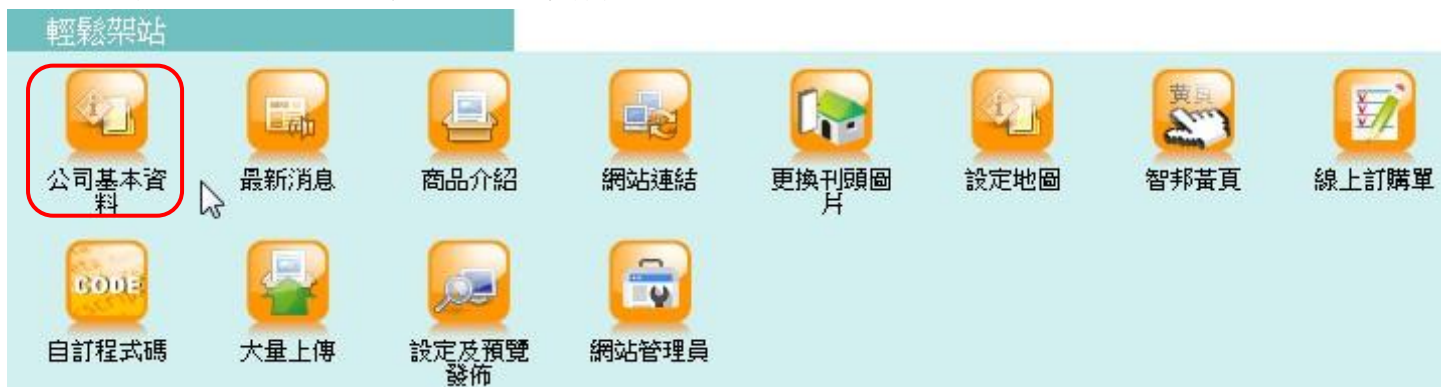 輕鬆架站
公司基本資
料
最新消息
商品介紹
網站連結
更換刊頭圖
片
設定地圖
黃頁
智邦黃頁
線上訂購單
CODE
自訂程式碼
大量上傳
設定及預覽
發佈
網站管理員